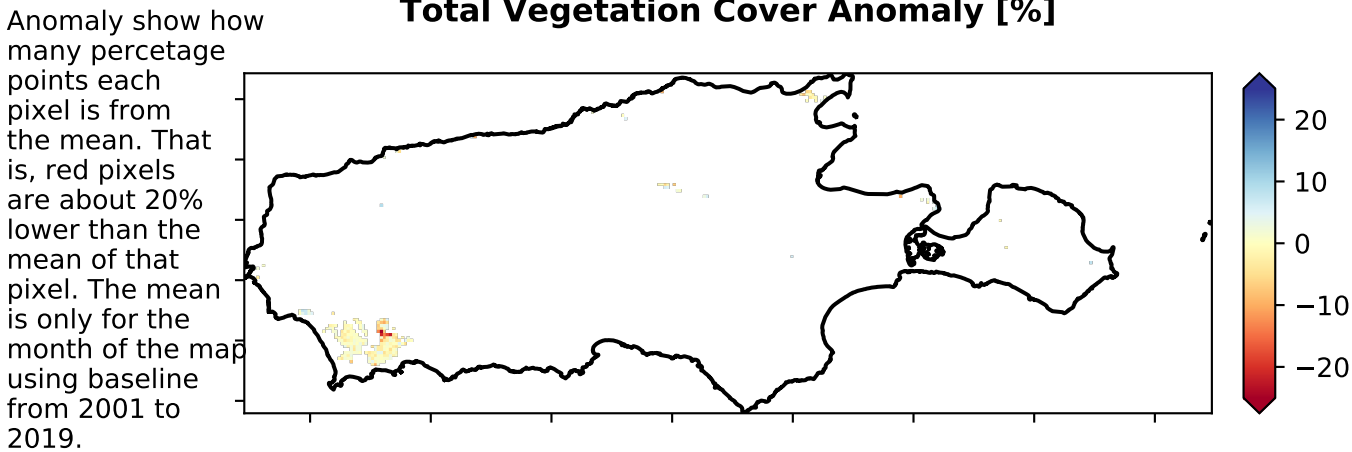 Total Vegetation Cover Anomaly [%]
Anomaly show how
many percetage
points each
pixel is from
the mean. That
is, red pixels
are about 20%
lower than the
mean of that
pixel. The mean
is only for the
month of the map
using baseline
from 2001 to
2019.
20
10
0
−10
−20